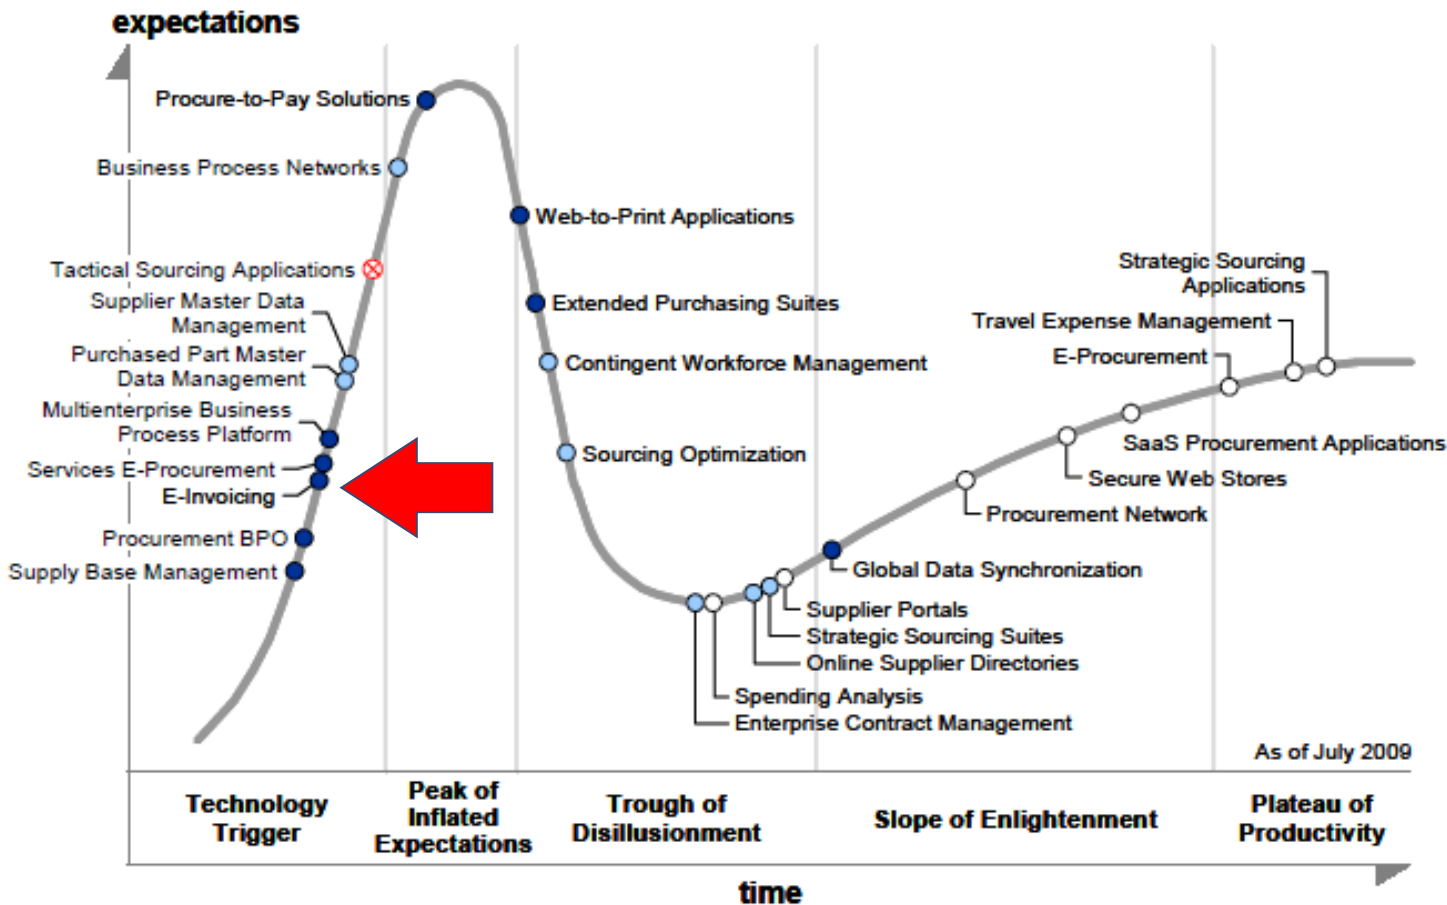 expectations
Procure-to-Pay Solutions
Business Process Networks
Tactical Sourcing Applications
Supplier Master Data
Management
Purchased Part Master
Data Management
Multienterprise Business
Process Platform
Services E-Procurement
E-Invoicing
Procurement BPO
Supply Base Management
Web-to-Print Applications
Extended Purchasing Suites
Contingent Workforce Management
Sourcing Optimization
Strategic Sourcing
Applications
Travel Expense Management
E-Procurement
SaaS Procurement Applications
Secure Web Stores
Procurement Network
Global Data Synchronization
Supplier Portals
Strategic Sourcing Suites
Online Supplier Directories
Spending Analysis
Enterprise Contract Management
As of July 2009
Technology
Trigger
Peak of
Inflated
Expectations
Trough of
Disillusionment
Slope of Enlightenment
Plateau of
Productivity
time